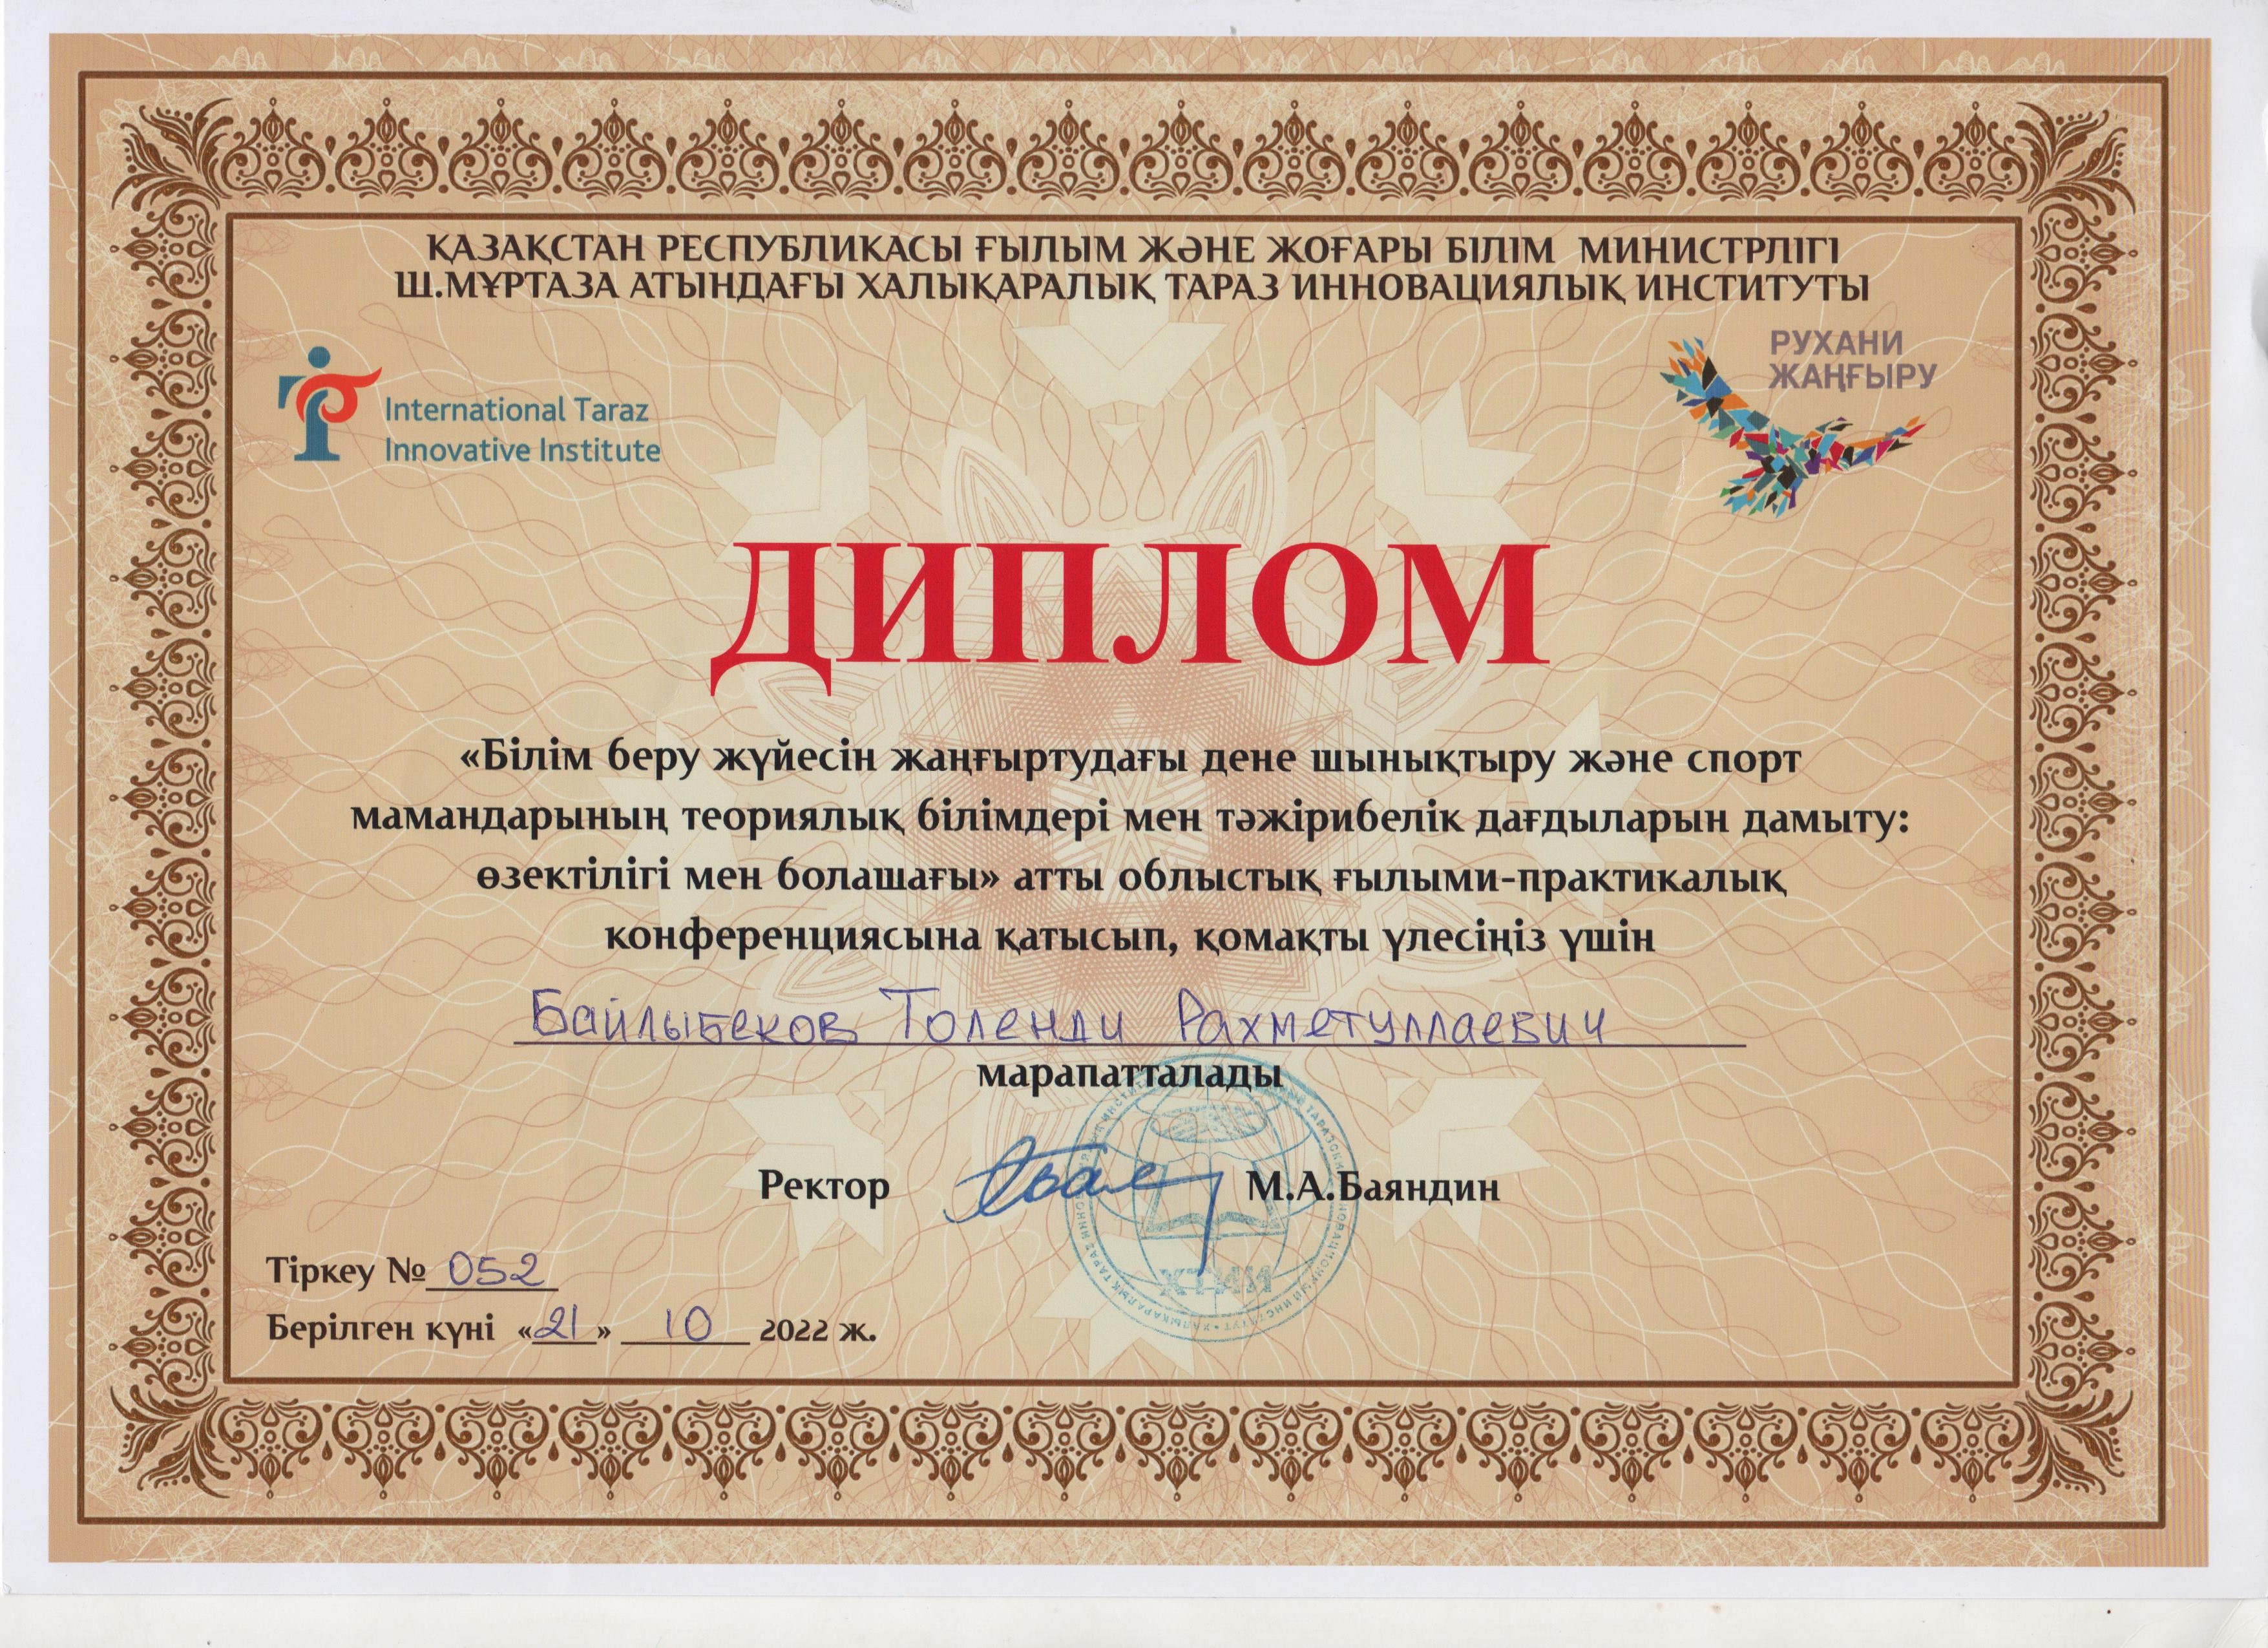 ҚАЗАҚСТАН РЕСПУБЛИКАСЫ ҒЫЛЫМ ЖӘНЕ ЖОҒАРЫ БІЛІМ МИНИСТРЛІГІ
Ш.МҰРТАЗА АТЫНДАҒЫ ХАЛЫҚАРАЛЫҚ ТАРАЗ ИННОВАЦИЯЛЫҚ ИНСТИТУТЫ
International Taraz
Innovative Institute
РУХАНИ
ЖАҢҒЫРУ
ДИПЛОМ
«Білім беру жүйесін жаңғыртудағы дене шынықтыру және спорт
мамандарының теориялық білімдері мен тәжірибелік дағдыларын дамыту:
өзектілігі мен болашағы» атты облыстық ғылыми-практикалық
конференциясына қатысып, қомақты үлесіңіз үшін
Байлыбеков Толенди Рахметуллаевич
марапатталады
Ректор М.А.Баяндин
ХТИИ
Тіркеу № 052
Берілген күні «21» 10 2022 ж.